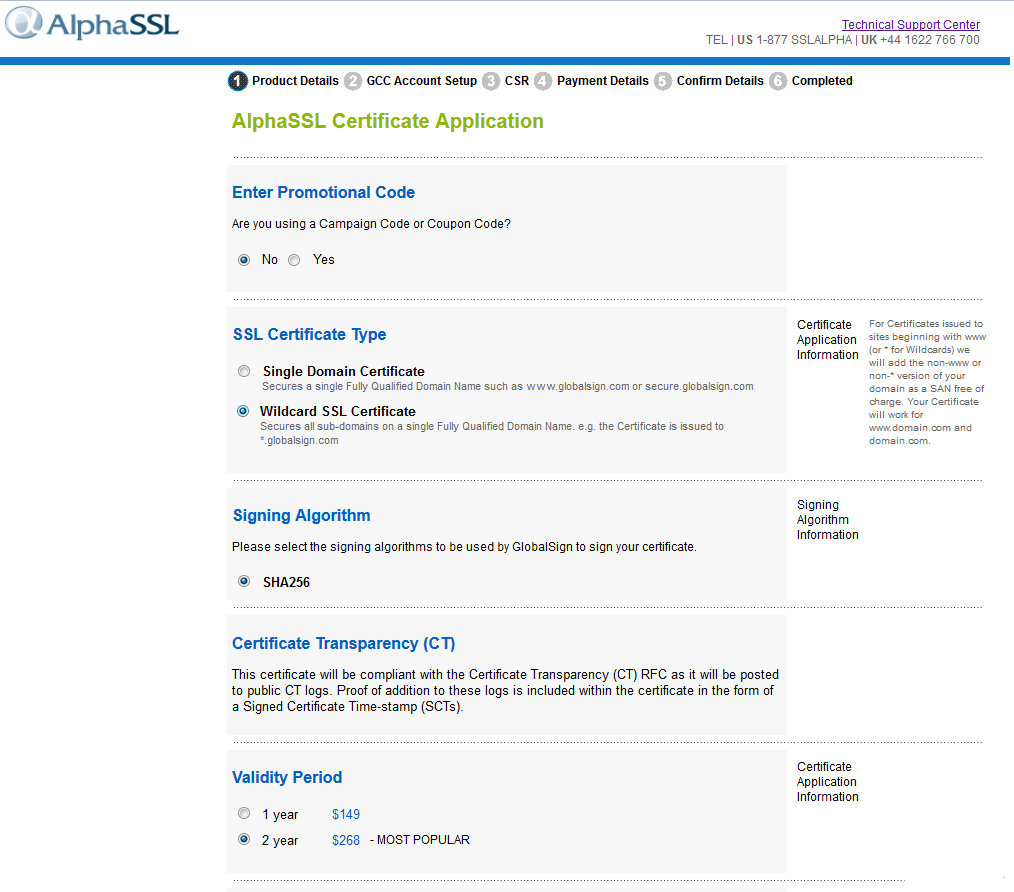 AlphaSSL
Technical Support Center
TEL | US 1-877 SSLALPHA | UK +44 1622 766 700
1 Product Details 2 GCC Account Setup 3 CSR 4 Payment Details 5 Confirm Details 6 Completed
AlphaSSL Certificate Application
Enter Promotional Code
Are you using a Campaign Code or Coupon Code?
No Yes
SSL Certificate Type
Single Domain Certificate
Secures a single Fully Qualified Domain Name such as www.globalsign.com or secure.globalsign.com
Wildcard SSL Certificate
Secures all sub-domains on a single Fully Qualified Domain Name. e.g. the Certificate is issued to
*.globalsign.com
Certificate
Application
Information
For Certificates issued to
sites beginning with www
(or * for Wildcards) we
will add the non-www or
non-* version of your
domain as a SAN free of
charge. Your Certificate
will work for
www.domain.com and
domain.com.
Signing Algorithm
Please select the signing algorithms to be used by GlobalSign to sign your certificate.
SHA256
Signing
Algorithm
Information
Certificate Transparency (CT)
This certificate will be compliant with the Certificate Transparency (CT) RFC as it will be posted
to public CT logs. Proof of addition to these logs is included within the certificate in the form of
a Signed Certificate Time-stamp (SCTs).
Validity Period
1 year $149
2 year $268 - MOST POPULAR
Certificate
Application
Information